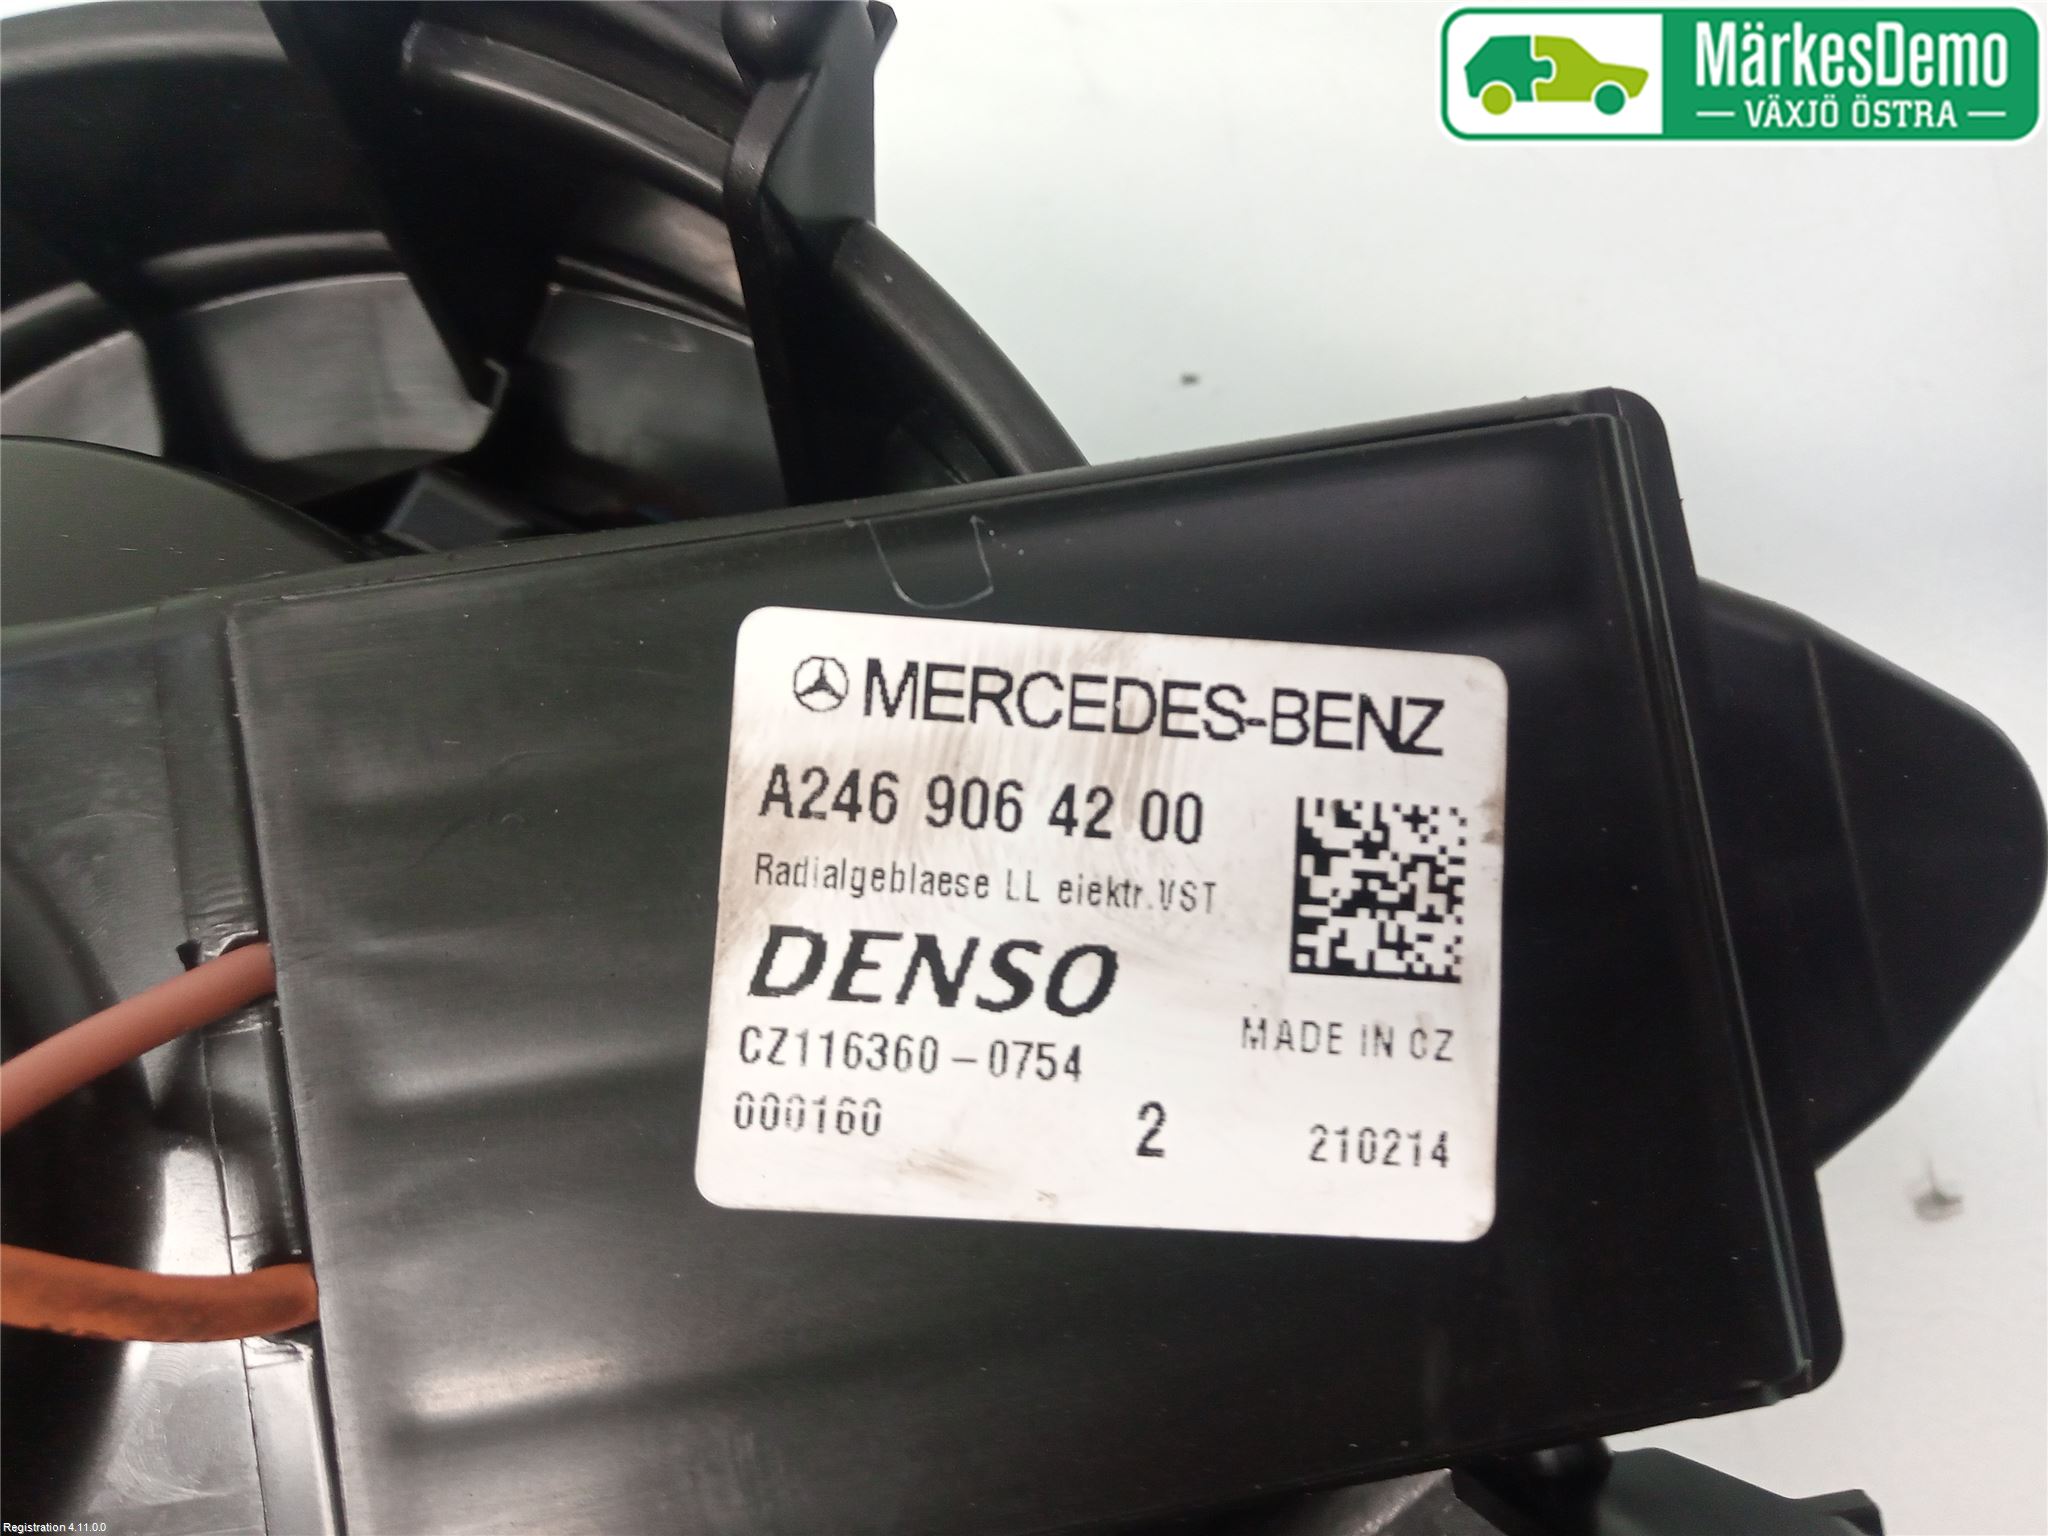 MärkesDemo
VÄXJÖ ÖSTRA
MERCEDES-BENZ
A246 906 42 00
Radialgeblaese LL elektr.VST
DENSO
CZ116360-0754
MADE IN CZ
000160 2 210214
Registration 4.11.0.0